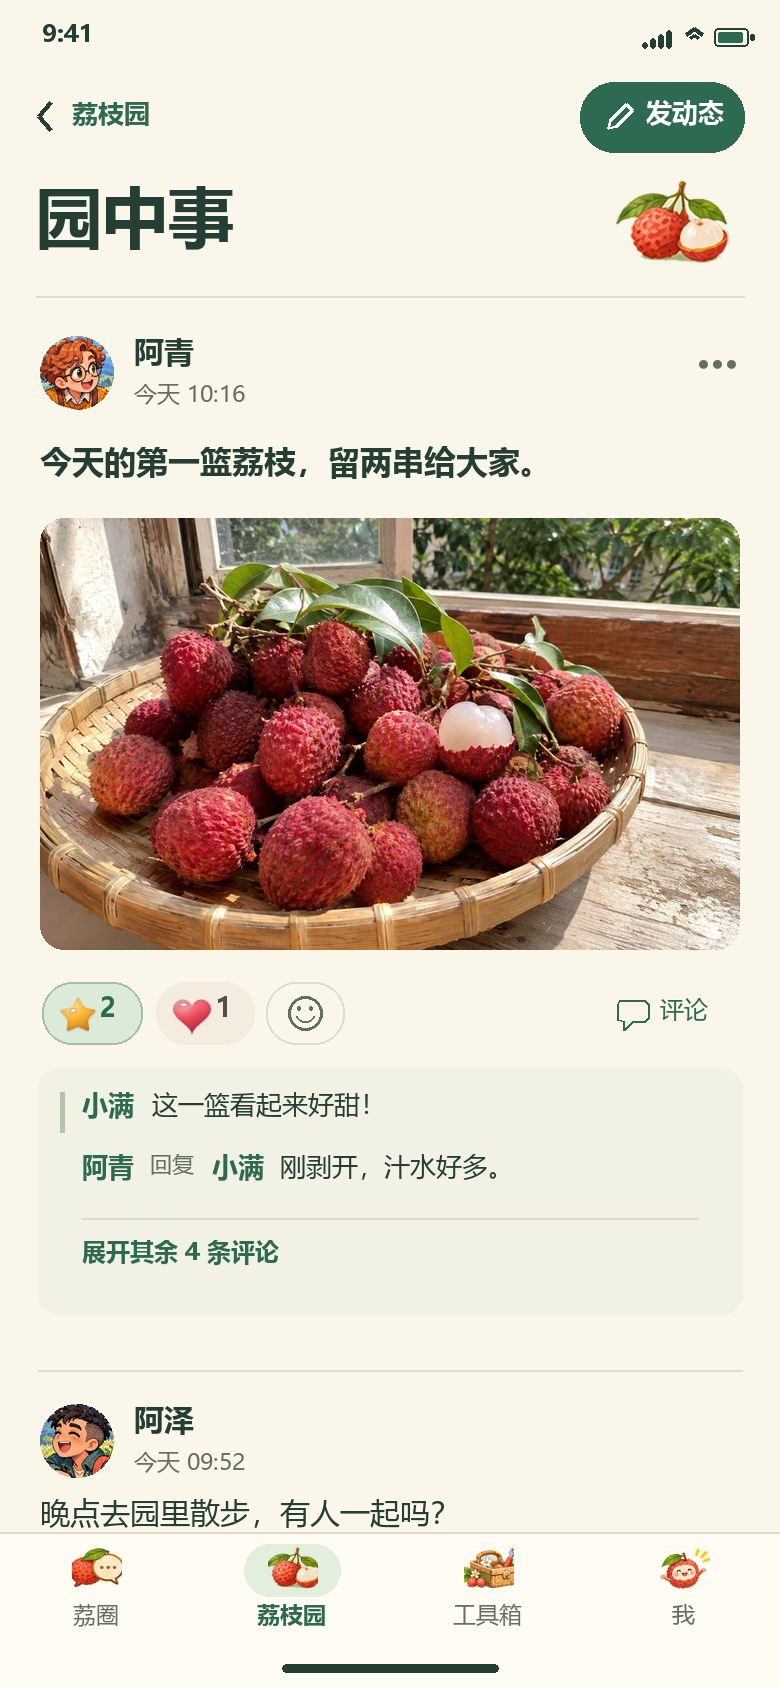 9:41
荔枝园
发动态
园中事
阿青
今天 10:16
今天的第一篮荔枝，留两串给大家。
2
1
评论
小满 这一篮看起来好甜！
阿青 回复 小满 刚剥开，汁水好多。
展开其余 4 条评论
阿泽
今天 09:52
晚点去园里散步，有人一起吗？
荔圈
荔枝园
工具箱
我